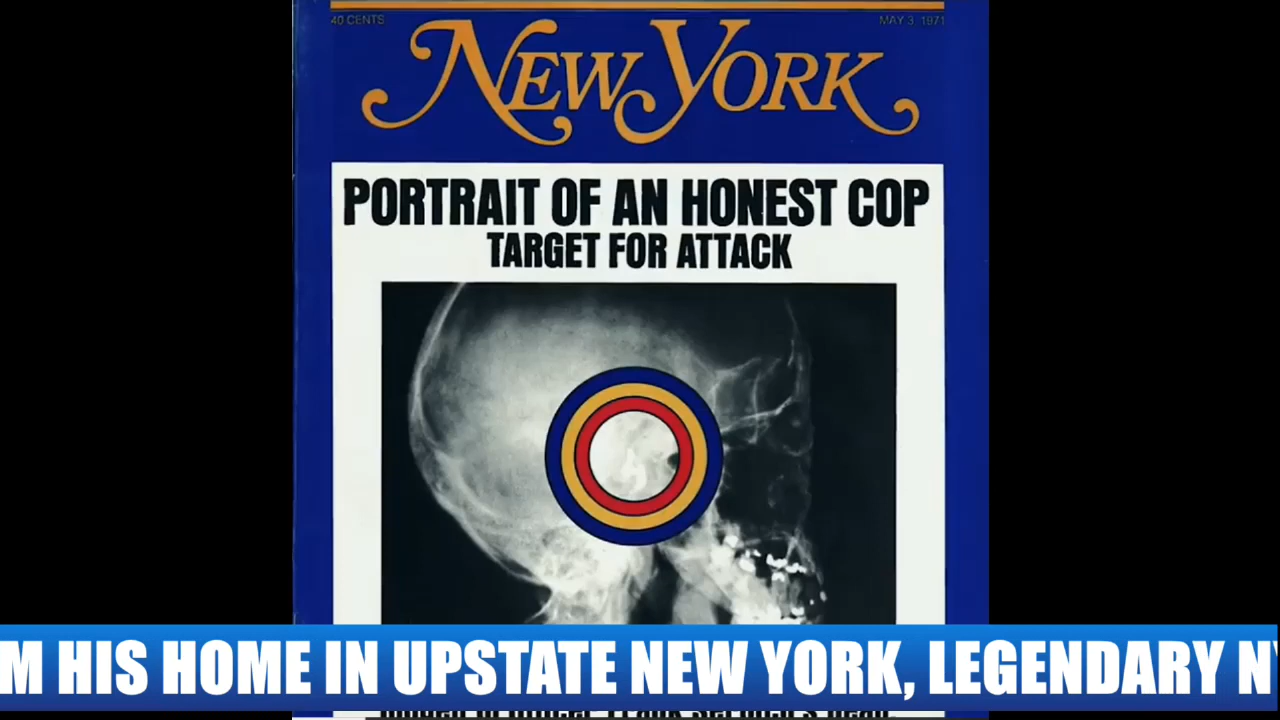 40 CENTS
MAY 3, 1971
NEW YORK
PORTRAIT OF AN HONEST COP
TARGET FOR ATTACK
M HIS HOME IN UPSTATE NEW YORK, LEGENDARY N